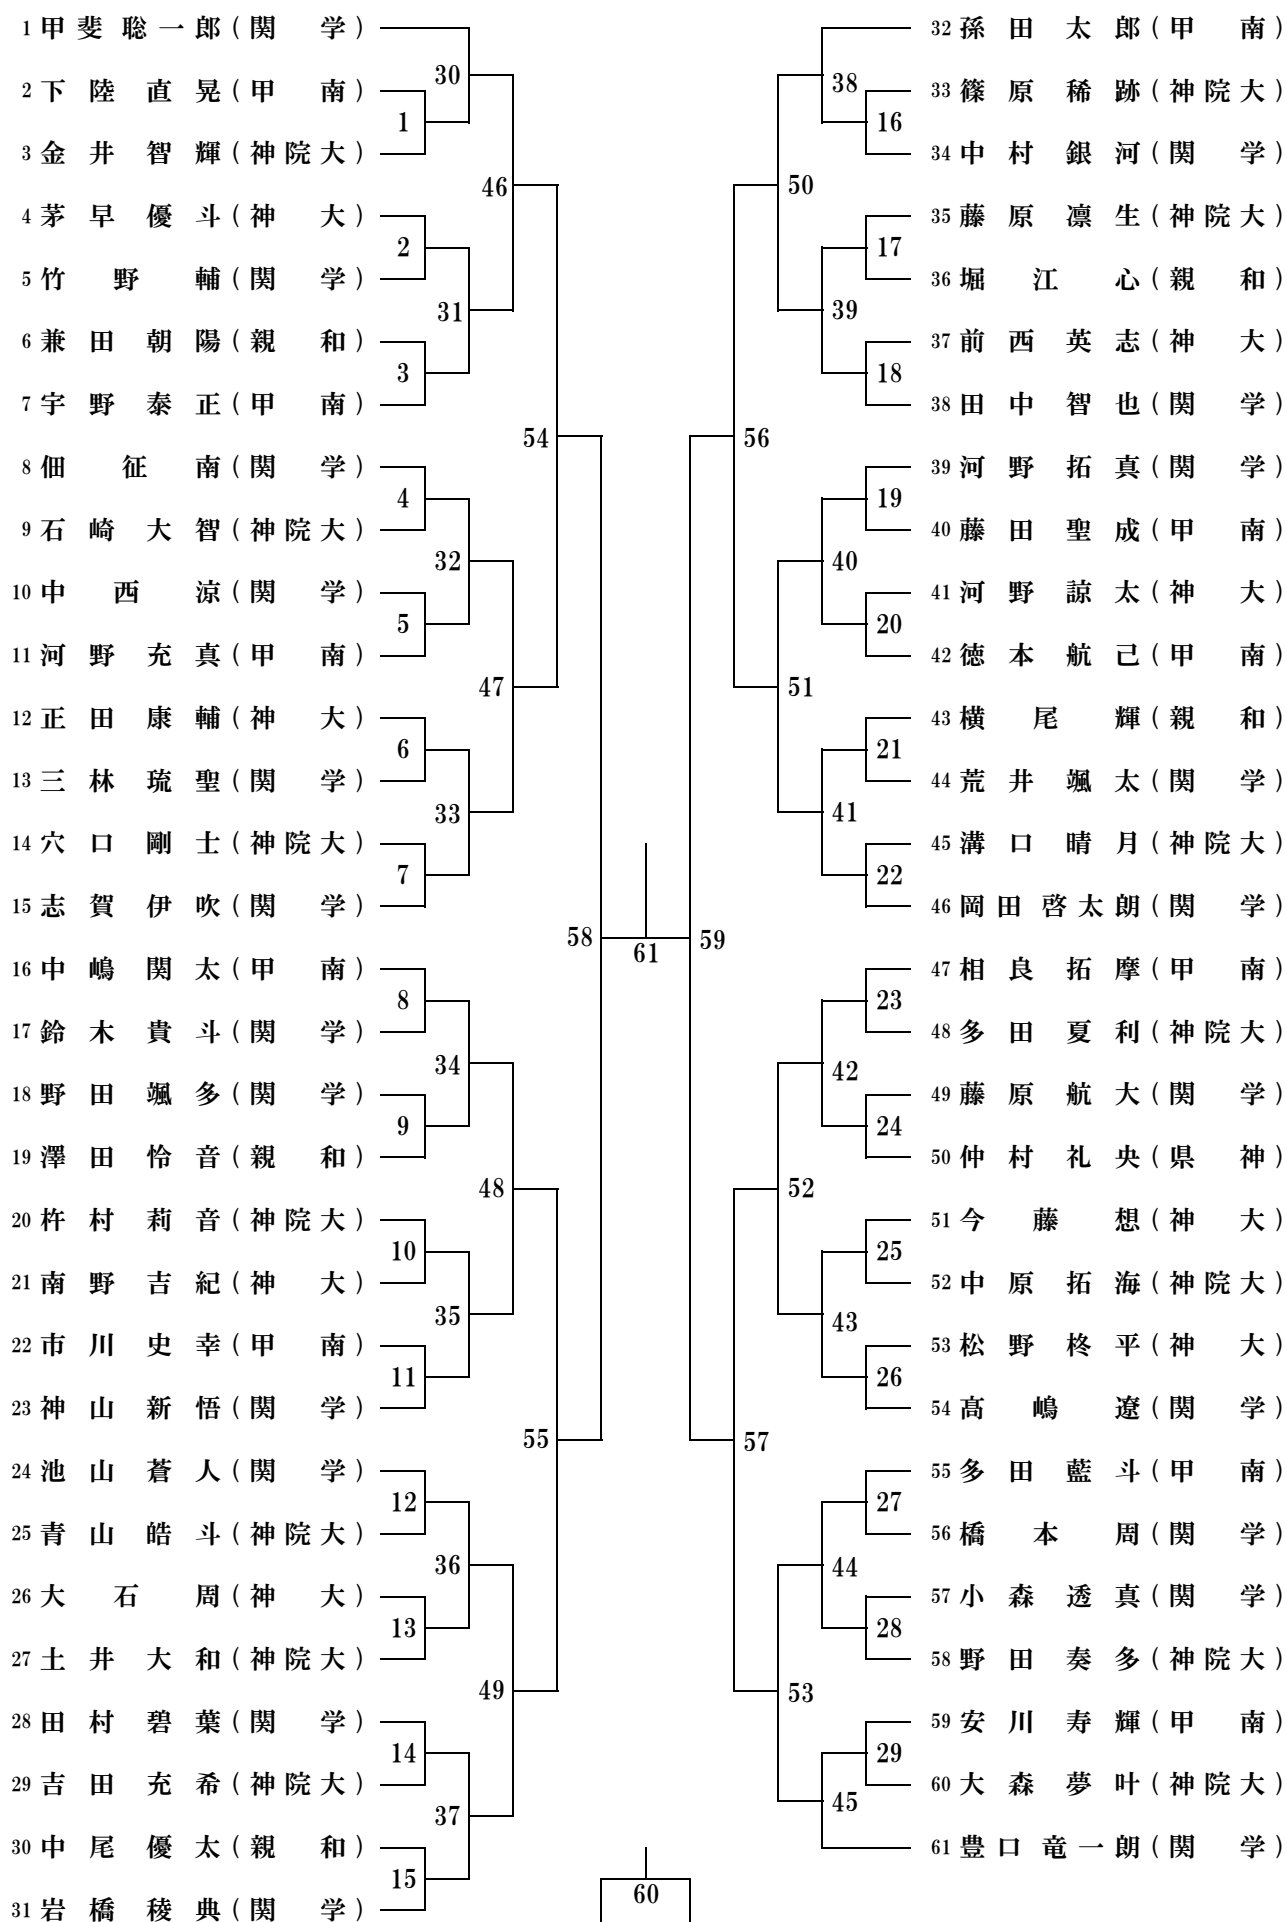 1 甲斐聡一郎(関学)
30
2 下陸直晃(甲南)
1
3 金井智輝(神院大)
46
4 茅早優斗(神大)
2
5 竹野輔(関学)
31
6 兼田朝陽(親和)
3
7 宇野泰正(甲南)
54
8 佃征南(関学)
4
9 石崎大智(神院大)
32
10 中西涼(関学)
5
11 河野充真(甲南)
47
12 正田康輔(神大)
6
13 三林琉聖(関学)
33
14 穴口剛士(神院大)
7
15 志賀伊吹(関学)
58
16 中嶋関太(甲南)
8
17 鈴木貴斗(関学)
34
18 野田颯多(関学)
9
19 澤田怜音(親和)
48
20 杵村莉音(神院大)
10
21 南野吉紀(神大)
35
22 市川史幸(甲南)
11
23 神山新悟(関学)
55
24 池山蒼人(関学)
12
25 青山皓斗(神院大)
36
26 大石周(神大)
13
27 土井大和(神院大)
49
28 田村碧葉(関学)
14
29 吉田充希(神院大)
37
30 中尾優太(親和)
15
31 岩橋稜典(関学)
61
60
32 孫田太郎(甲南)
38
33 篠原稀跡(神院大)
16
34 中村銀河(関学)
50
35 藤原凛生(神院大)
17
36 堀江心(親和)
39
37 前西英志(神大)
18
38 田中智也(関学)
56
39 河野拓真(関学)
19
40 藤田聖成(甲南)
40
41 河野諒太(神大)
20
42 徳本航己(甲南)
51
43 横尾輝(親和)
21
44 荒井颯太(関学)
41
45 溝口晴月(神院大)
22
46 岡田啓太朗(関学)
59
47 相良拓摩(甲南)
23
48 多田夏利(神院大)
42
49 藤原航大(関学)
24
50 仲村礼央(県神)
52
51 今藤想(神大)
25
52 中原拓海(神院大)
43
53 松野柊平(神大)
26
54 髙嶋遼(関学)
57
55 多田藍斗(甲南)
27
56 橋本周(関学)
44
57 小森透真(関学)
28
58 野田奏多(神院大)
53
59 安川寿輝(甲南)
29
60 大森夢叶(神院大)
45
61 豊口竜一朗(関学)